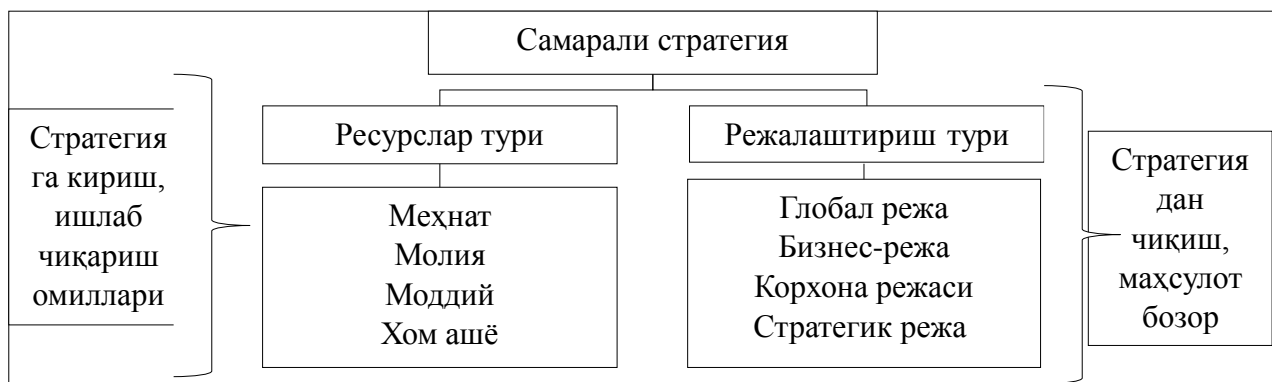 Самарали стратегия
Стратегия
га кириш,
ишлаб
чиқариш
омиллари
Ресурслар тури
Меҳнат
Молия
Моддий
Хом ашё
Режалаштириш тури
Глобал режа
Бизнес-режа
Корхона режаси
Стратегик режа
Стратегия
дан
чиқиш,
маҳсулот
бозор